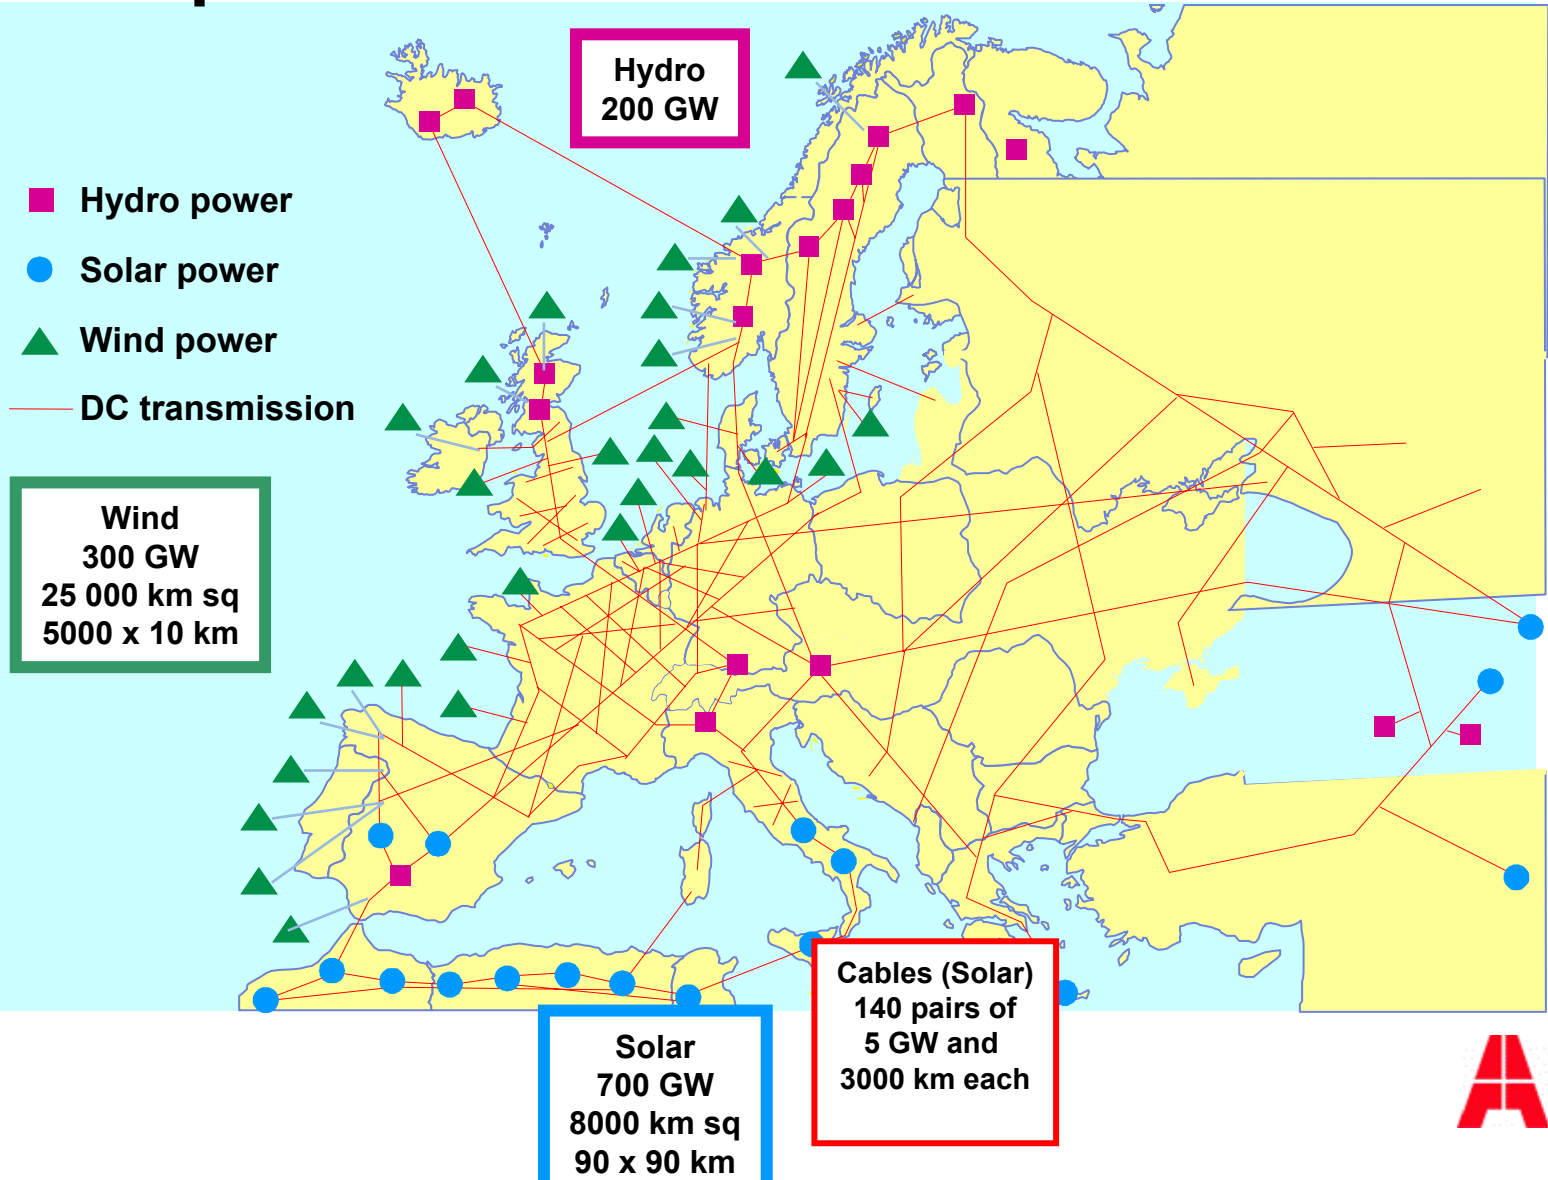 Hydro
200 GW
Hydro power
Solar power
Wind power
DC transmission
Wind
300 GW
25 000 km sq
5000 x 10 km
Cables (Solar)
140 pairs of
5 GW and
3000 km each
Solar
700 GW
8000 km sq
90 x 90 km